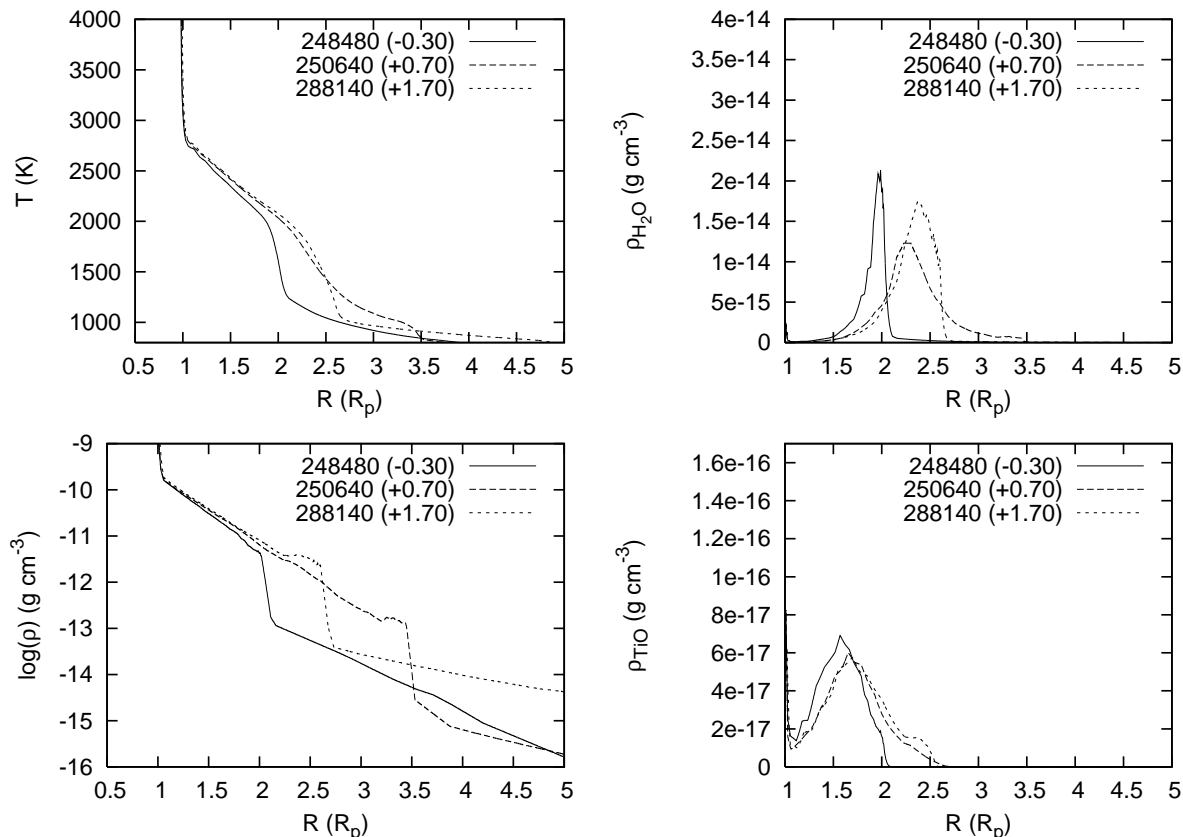 4000
3500
3000
2500
2000
1500
1000
T (K)
0.5 1 1.5 2 2.5 3 3.5 4 4.5 5
R (Rp)
248480 (-0.30)
250640 (+0.70)
288140 (+1.70)
4e-14
3.5e-14
3e-14
2.5e-14
2e-14
1.5e-14
1e-14
5e-15
0
ρH2O (g cm-3)
1 1.5 2 2.5 3 3.5 4 4.5 5
R (Rp)
248480 (-0.30)
250640 (+0.70)
288140 (+1.70)
-9
-10
-11
-12
-13
-14
-15
-16
log(ρ) (g cm-3)
0.5 1 1.5 2 2.5 3 3.5 4 4.5 5
R (Rp)
248480 (-0.30)
250640 (+0.70)
288140 (+1.70)
1.6e-16
1.4e-16
1.2e-16
1e-16
8e-17
6e-17
4e-17
2e-17
0
ρTiO (g cm-3)
1 1.5 2 2.5 3 3.5 4 4.5 5
R (Rp)
248480 (-0.30)
250640 (+0.70)
288140 (+1.70)